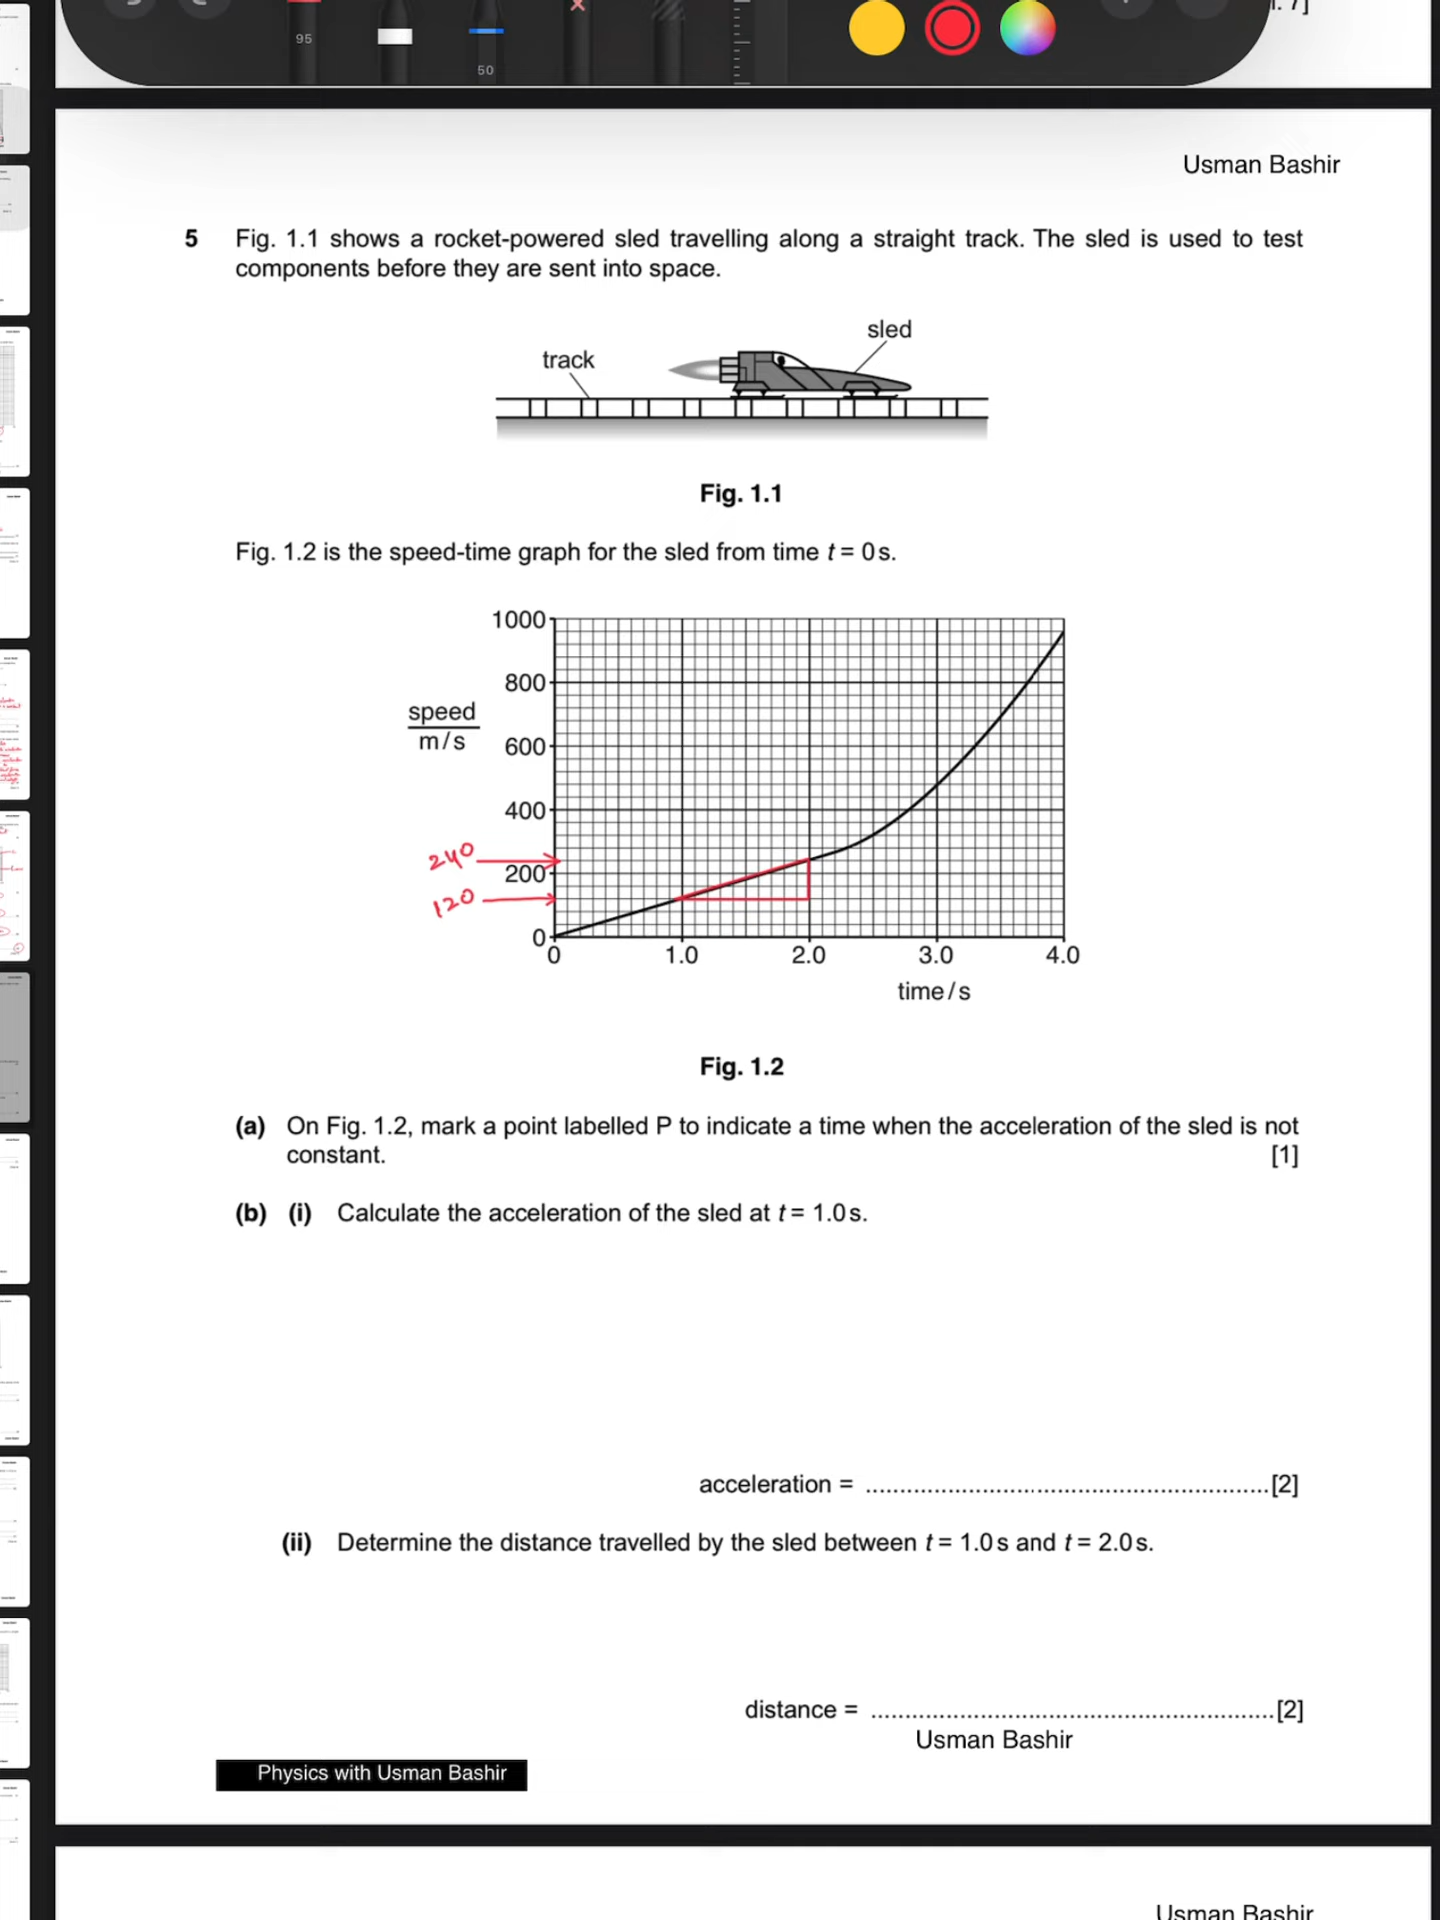 95
50
Usman Bashir
5 Fig. 1.1 shows a rocket-powered sled travelling along a straight track. The sled is used to test
components before they are sent into space.
sled
track
Fig. 1.1
Fig. 1.2 is the speed-time graph for the sled from time t = 0 s.
1000
800
speed
m/s
600
400
240
200
120
0
0 1.0 2.0 3.0 4.0
time/s
Fig. 1.2
(a) On Fig. 1.2, mark a point labelled P to indicate a time when the acceleration of the sled is not
constant. [1]
(b) (i) Calculate the acceleration of the sled at t = 1.0 s.
acceleration = ............................................................[2]
(ii) Determine the distance travelled by the sled between t = 1.0 s and t = 2.0 s.
distance = ............................................................[2]
Usman Bashir
Physics with Usman Bashir
Usman Bashir